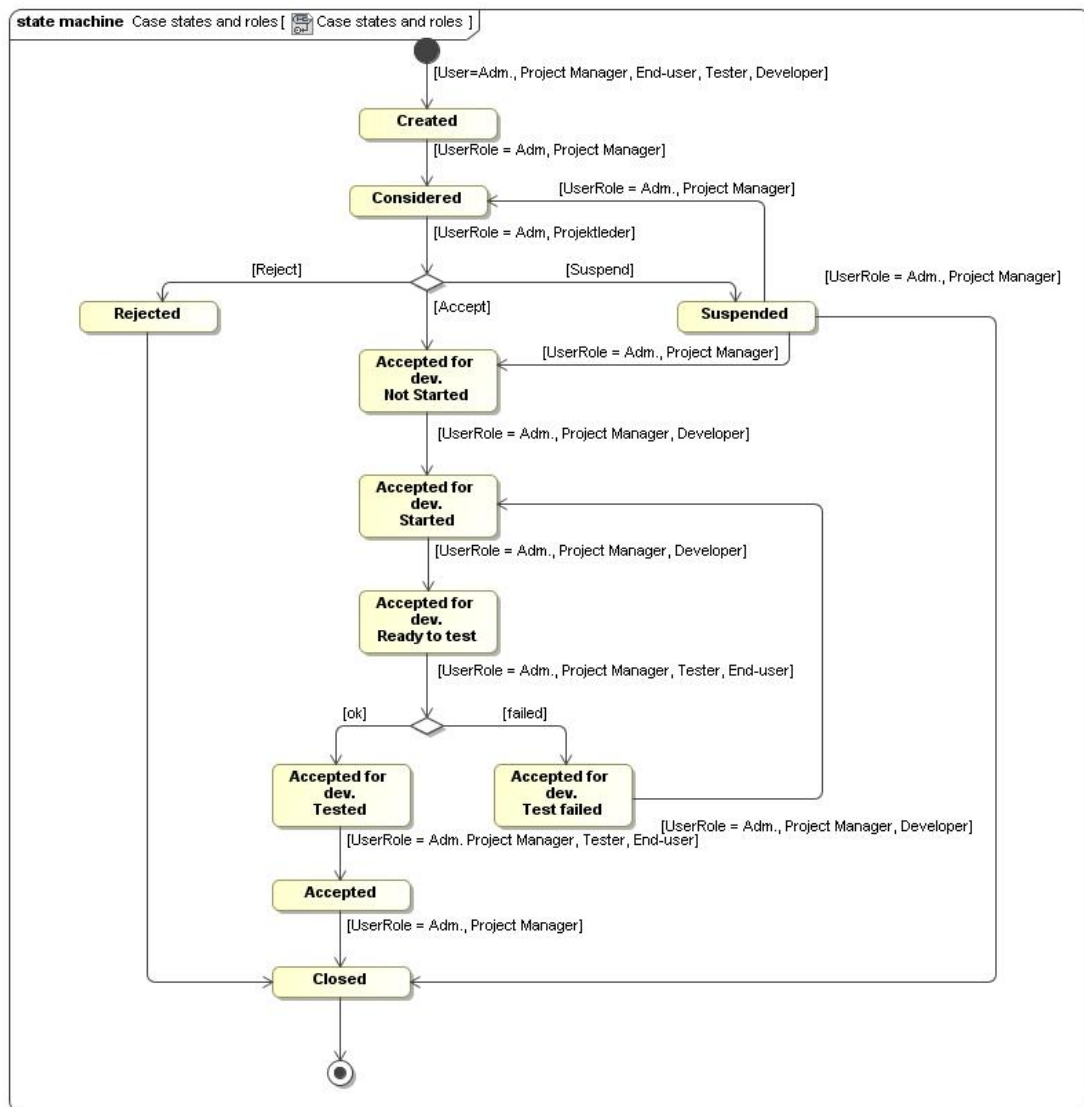 state machine Case states and roles [ Case states and roles ]
[User=Adm., Project Manager, End-user, Tester, Developer]
Created
[UserRole = Adm, Project Manager]
[UserRole = Adm., Project Manager]
Considered
[UserRole = Adm, Projektleder]
[Reject]
[Suspend]
[UserRole = Adm., Project Manager]
Rejected
[Accept]
Suspended
[UserRole = Adm., Project Manager]
Accepted for
dev.
Not Started
[UserRole = Adm., Project Manager, Developer]
Accepted for
dev.
Started
[UserRole = Adm., Project Manager, Developer]
Accepted for
dev.
Ready to test
[UserRole = Adm., Project Manager, Tester, End-user]
[ok]
[failed]
Accepted for
dev.
Tested
Accepted for
dev.
Test failed
[UserRole = Adm., Project Manager, Developer]
[UserRole = Adm. Project Manager, Tester, End-user]
Accepted
[UserRole = Adm., Project Manager]
Closed